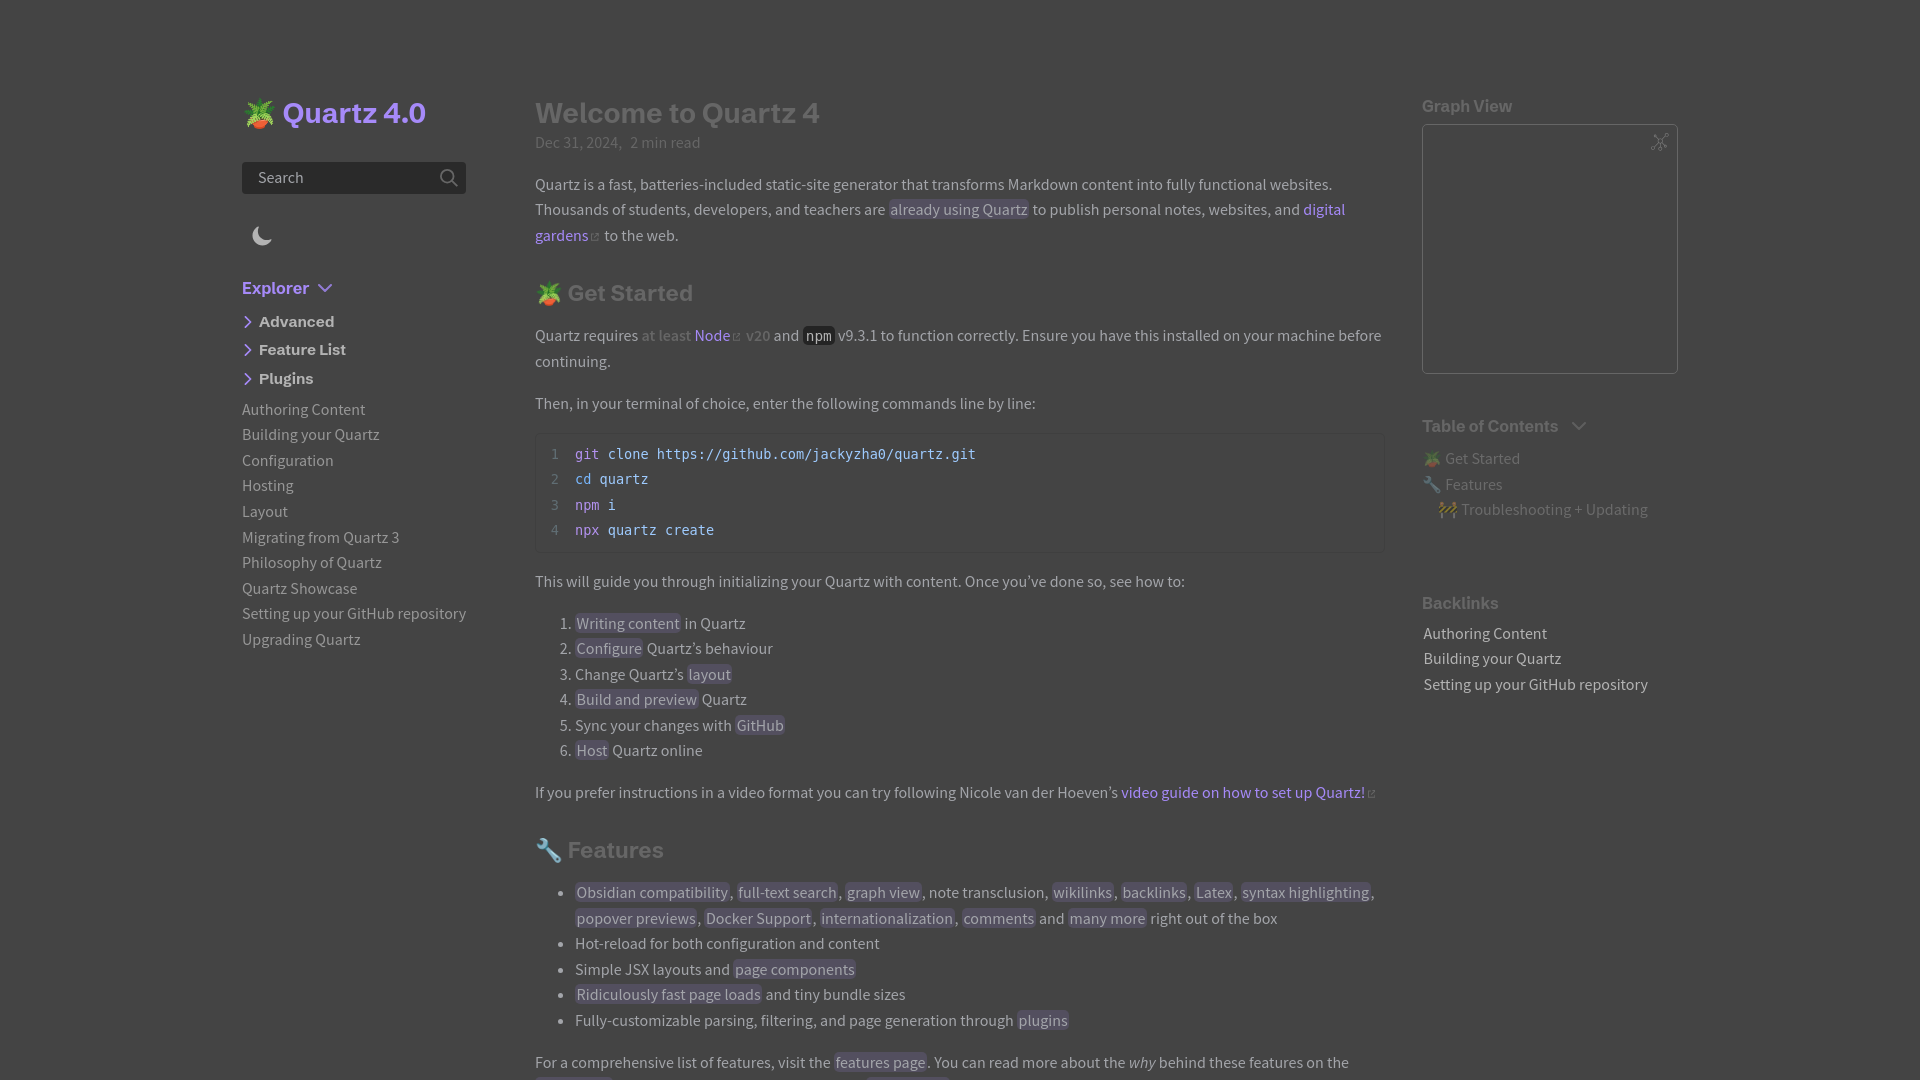 Quartz 4.0
Search
Explorer
Advanced
Feature List
Plugins
Authoring Content
Building your Quartz
Configuration
Hosting
Layout
Migrating from Quartz 3
Philosophy of Quartz
Quartz Showcase
Setting up your GitHub repository
Upgrading Quartz
Welcome to Quartz 4
Dec 31, 2024, 2 min read
Quartz is a fast, batteries-included static-site generator that transforms Markdown content into fully functional websites.
Thousands of students, developers, and teachers are already using Quartz to publish personal notes, websites, and digital
gardens to the web.
🪴 Get Started
Quartz requires at least Node v20 and npm v9.3.1 to function correctly. Ensure you have this installed on your machine before
continuing.
Then, in your terminal of choice, enter the following commands line by line:
1 git clone https://github.com/jackyzha0/quartz.git
2 cd quartz
3 npm i
4 npx quartz create
This will guide you through initializing your Quartz with content. Once you’ve done so, see how to:
1. Writing content in Quartz
2. Configure Quartz’s behaviour
3. Change Quartz’s layout
4. Build and preview Quartz
5. Sync your changes with GitHub
6. Host Quartz online
If you prefer instructions in a video format you can try following Nicole van der Hoeven’s video guide on how to set up Quartz!
🔧 Features
• Obsidian compatibility, full-text search, graph view, note transclusion, wikilinks, backlinks, Latex, syntax highlighting,
popover previews, Docker Support, internationalization, comments and many more right out of the box
• Hot-reload for both configuration and content
• Simple JSX layouts and page components
• Ridiculously fast page loads and tiny bundle sizes
• Fully-customizable parsing, filtering, and page generation through plugins
For a comprehensive list of features, visit the features page. You can read more about the why behind these features on the
Graph View
Table of Contents
🪴 Get Started
🔧 Features
🚧 Troubleshooting + Updating
Backlinks
Authoring Content
Building your Quartz
Setting up your GitHub repository